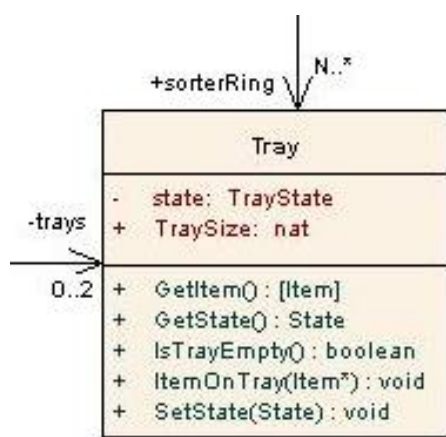 +sorterRing
N..*
Tray
- state: TrayState
-trays
+ TraySize: nat
0..2
+ GetItem() : [Item]
+ GetState() : State
+ IsTrayEmpty() : boolean
+ ItemOnTray(Item*) : void
+ SetState(State) : void